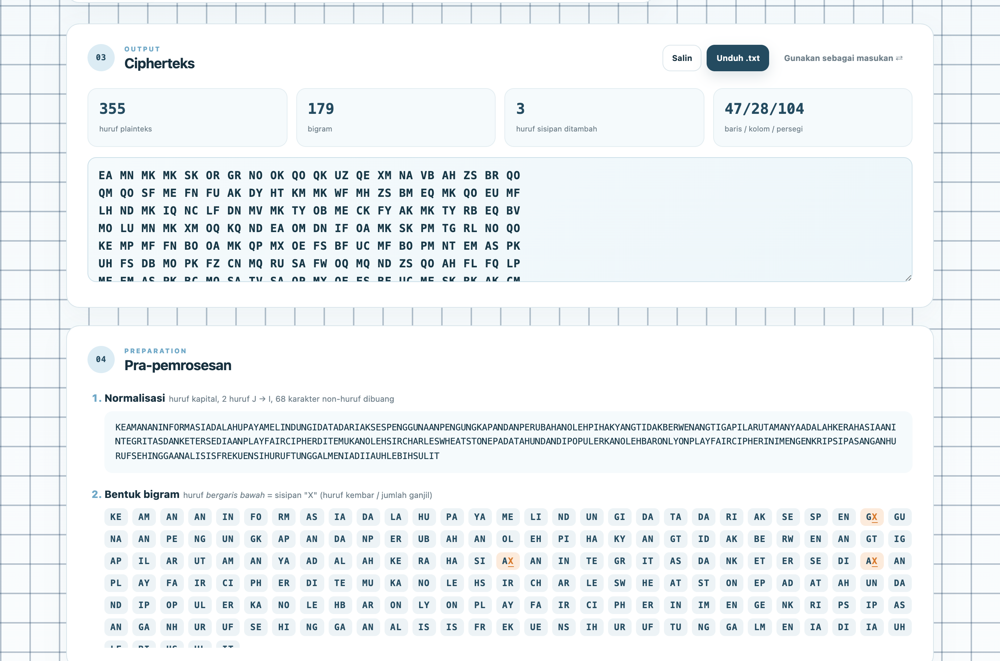 03
OUTPUT
Cipherteks
Salin
Unduh .txt
Gunakan sebagai masukan ⇄
355
huruf plainteks
179
bigram
3
huruf sisipan ditambah
47/28/104
baris / kolom / persegi
EA MN MK MK SK OR GR NO OK QO QK UZ QE XM NA VB AH ZS BR QO
QM QO SF ME FN FU AK DY HT KM MK WF MH ZS BM EQ MK QO EU MF
LH ND MK IQ NC LF DN MV MK TY OB ME CK FY AK MK TY RB EQ BV
MO LU MN MK XM OQ KQ ND EA OM DN IF OA MK SK PM TG RL NO QO
KE MP MF FN BO OA MK QP MX OE FS BF UC MF BO PM NT EM AS PK
UH FS DB MO PK FZ CN MQ RU SA FW OQ MQ ND ZS QO AH FL FQ LP
04
PREPARATION
Pra-pemrosesan
1. Normalisasi huruf kapital, 2 huruf J → I, 68 karakter non-huruf dibuang
KEAMANANINFORMASIADALAHUPAYAMELINDUNGIDATADARIAKSESPENGGUNAANPENGUNGKAPANDANPERUBAHANOLEHPIHAKYANGTIDAKBERWENANGTIGAPILARUTAMANYAADALAHKERAHASIAANI
NTEGRITASDANKETERSEDIAANPLAYFAIRCIPHERDITEMUKANOLEHSIRCHARLESWHEATSTONEPADATAHUNDANDIPOPULERKANOLEHBARONLYONPLAYFAIRCIPHERINIMENGENKRIPSIPASANGANHU
RUFSEHINGGAANALISISFREKUENSIHURUFTUNGGALMENIADIIAUHLEBIHSULIT
2. Bentuk bigram huruf bergaris bawah = sisipan "X" (huruf kembar / jumlah ganjil)
KE AM AN AN IN FO RM AS IA DA LA HU PA YA ME LI ND UN GI DA TA DA RI AK SE SP EN GX GU
NA AN PE NG UN GK AP AN DA NP ER UB AH AN OL EH PI HA KY AN GT ID AK BE RW EN AN GT IG
AP IL AR UT AM AN YA AD AL AH KE RA HA SI AX AN IN TE GR IT AS DA NK ET ER SE DI AX AN
PL AY FA IR CI PH ER DI TE MU KA NO LE HS IR CH AR LE SW HE AT ST ON EP AD AT AH UN DA
ND IP OP UL ER KA NO LE HB AR ON LY ON PL AY FA IR CI PH ER IN IM EN GE NK RI PS IP AS
AN GA NH UR UF SE HI NG GA AN AL IS IS FR EK UE NS IH UR UF TU NG GA LM EN IA DI IA UH